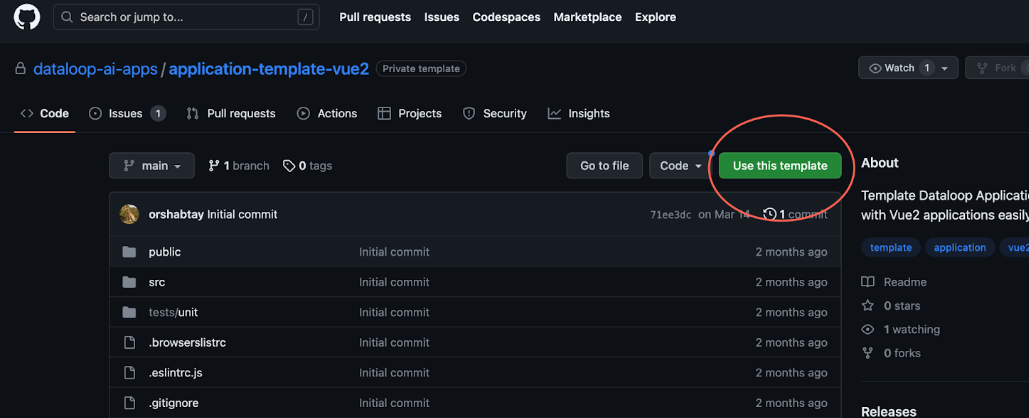 Search or jump to... / Pull requests Issues Codespaces Marketplace Explore
dataloop-ai-apps / application-template-vue2 Private template Watch 1 Fork
Code Issues 1 Pull requests Actions Projects Security Insights
main 1 branch 0 tags Go to file Code Use this template
About
orshabtay Initial commit 71ee3dc on Mar 14 1 commit
Template Dataloop Applicatio
with Vue2 applications easily
public Initial commit 2 months ago
template application vue2
src Initial commit 2 months ago
Readme
tests/unit Initial commit 2 months ago
0 stars
.browserslistrc Initial commit 2 months ago
1 watching
0 forks
.eslintrc.js Initial commit 2 months ago
.gitignore Initial commit 2 months ago
Releases